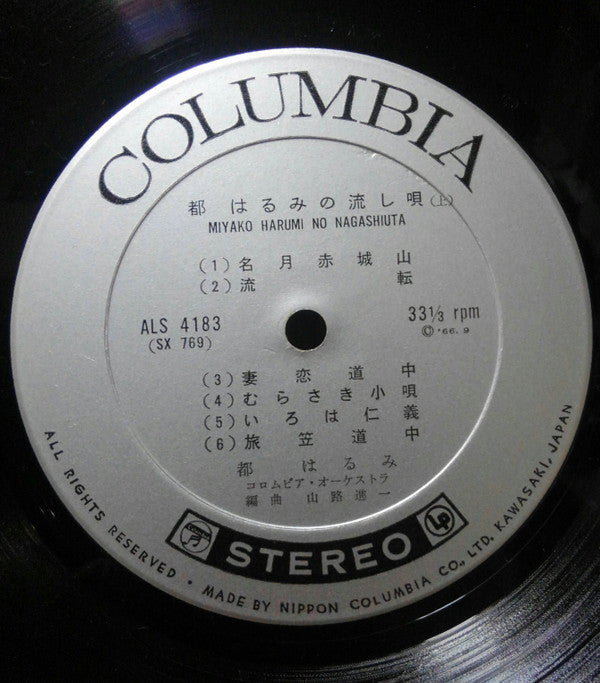 COLUMBIA
都 はるみの流し唄(上)
MIYAKO HARUMI NO NAGASHIUTA
(1) 名月赤城山
(2) 流転
ALS 4183
(SX 769)
33⅓ rpm
©'66.9
(3) 妻恋道中
(4) むらさき小唄
(5) いろは仁義
(6) 旅笠道中
都 はるみ
コロムビア・オーケストラ
編曲 山路進一
STEREO
LP
ALL RIGHTS RESERVED • MADE BY NIPPON COLUMBIA CO., LTD. KAWASAKI, JAPAN